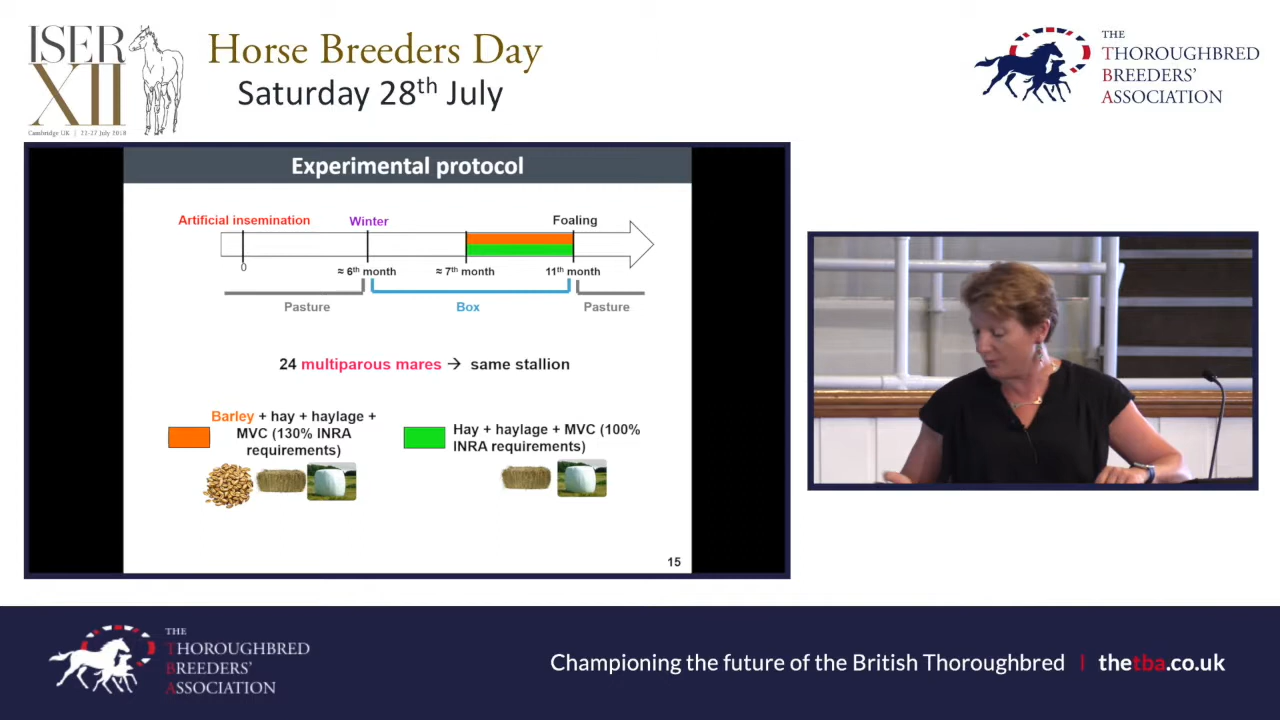 ISER
XII
Cambridge UK | 22-27 July 2018
Horse Breeders Day
Saturday 28th July
THE
THOROUGHBRED
BREEDERS'
ASSOCIATION
Experimental protocol
Artificial insemination
Winter
Foaling
0
≈ 6th month
≈ 7th month
11th month
Pasture
Box
Pasture
24 multiparous mares → same stallion
Barley + hay + haylage +
MVC (130% INRA
requirements)
Hay + haylage + MVC (100%
INRA requirements)
15
THE
THOROUGHBRED
BREEDERS'
ASSOCIATION
Championing the future of the British Thoroughbred | thetba.co.uk